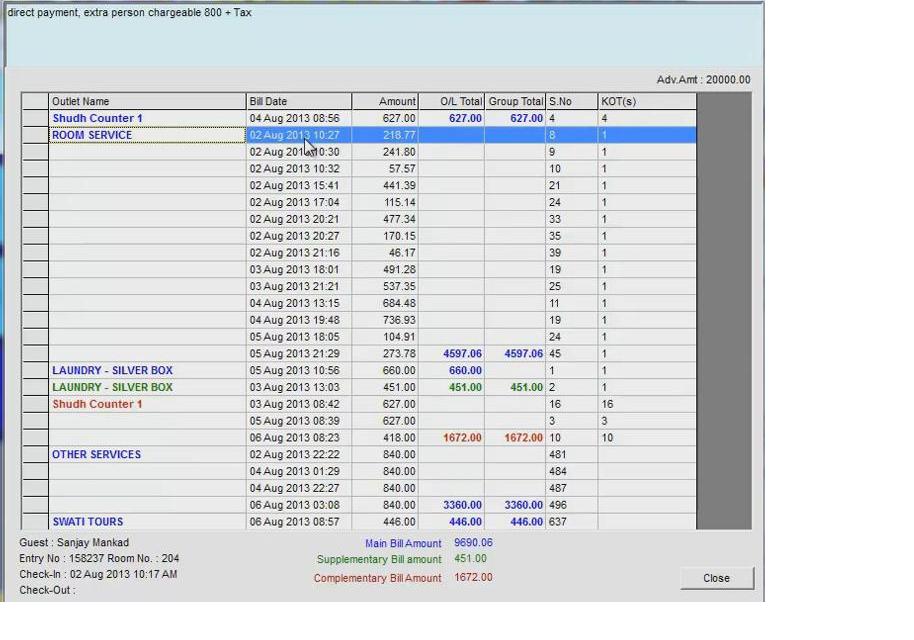 direct payment, extra person chargeable 800 + Tax
Adv.Amt : 20000.00
Outlet Name Bill Date Amount O/L Total Group Total S.No KOT(s)
Shudh Counter 1 04 Aug 2013 08:56 627.00 627.00 627.00 4 4
ROOM SERVICE 02 Aug 2013 10:27 218.77 8 1
02 Aug 2013 10:30 241.80 9 1
02 Aug 2013 10:32 57.57 10 1
02 Aug 2013 15:41 441.39 21 1
02 Aug 2013 17:04 115.14 24 1
02 Aug 2013 20:21 477.34 33 1
02 Aug 2013 20:27 170.15 35 1
02 Aug 2013 21:16 46.17 39 1
03 Aug 2013 18:01 491.28 19 1
03 Aug 2013 21:21 537.35 25 1
04 Aug 2013 13:15 684.48 11 1
04 Aug 2013 19:48 736.93 19 1
05 Aug 2013 18:05 104.91 24 1
05 Aug 2013 21:29 273.78 4597.06 4597.06 45 1
LAUNDRY - SILVER BOX 05 Aug 2013 10:56 660.00 660.00 1 1
LAUNDRY - SILVER BOX 03 Aug 2013 13:03 451.00 451.00 451.00 2 1
Shudh Counter 1 03 Aug 2013 08:42 627.00 16 16
05 Aug 2013 08:39 627.00 3 3
06 Aug 2013 08:23 418.00 1672.00 1672.00 10 10
OTHER SERVICES 02 Aug 2013 22:22 840.00 481
04 Aug 2013 01:29 840.00 484
04 Aug 2013 22:27 840.00 487
06 Aug 2013 03:08 840.00 3360.00 3360.00 496
SWATI TOURS 06 Aug 2013 08:57 446.00 446.00 446.00 637
Guest : Sanjay Mankad Main Bill Amount 9690.06
Entry No : 158237 Room No. : 204 Supplementary Bill amount 451.00
Check-In : 02 Aug 2013 10:17 AM Complementary Bill Amount 1672.00 Close
Check-Out :